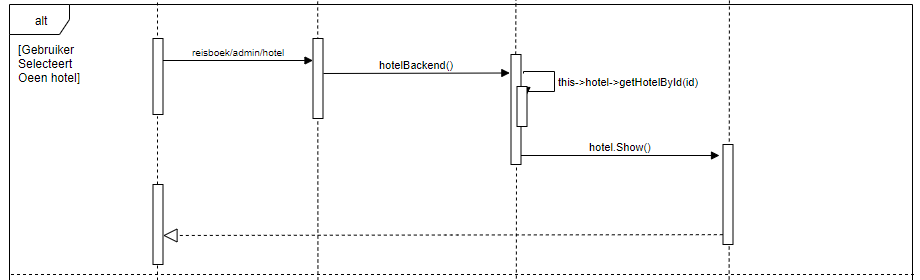 alt
[Gebruiker
Selecteert
Oeen hotel]
reisboek/admin/hotel
hotelBackend()
this->hotel->getHotelById(id)
hotel.Show()